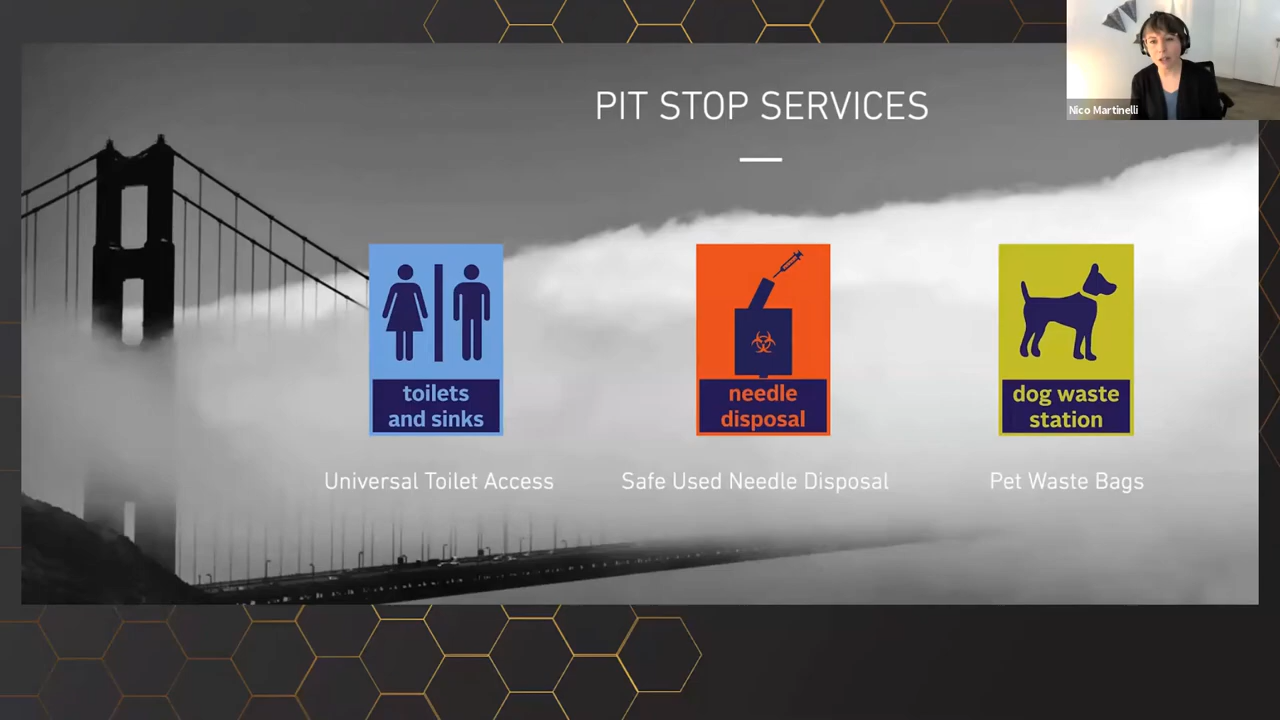 PIT STOP SERVICES
Nico Martinelli
toilets
and sinks
needle
disposal
dog waste
station
Universal Toilet Access
Safe Used Needle Disposal
Pet Waste Bags